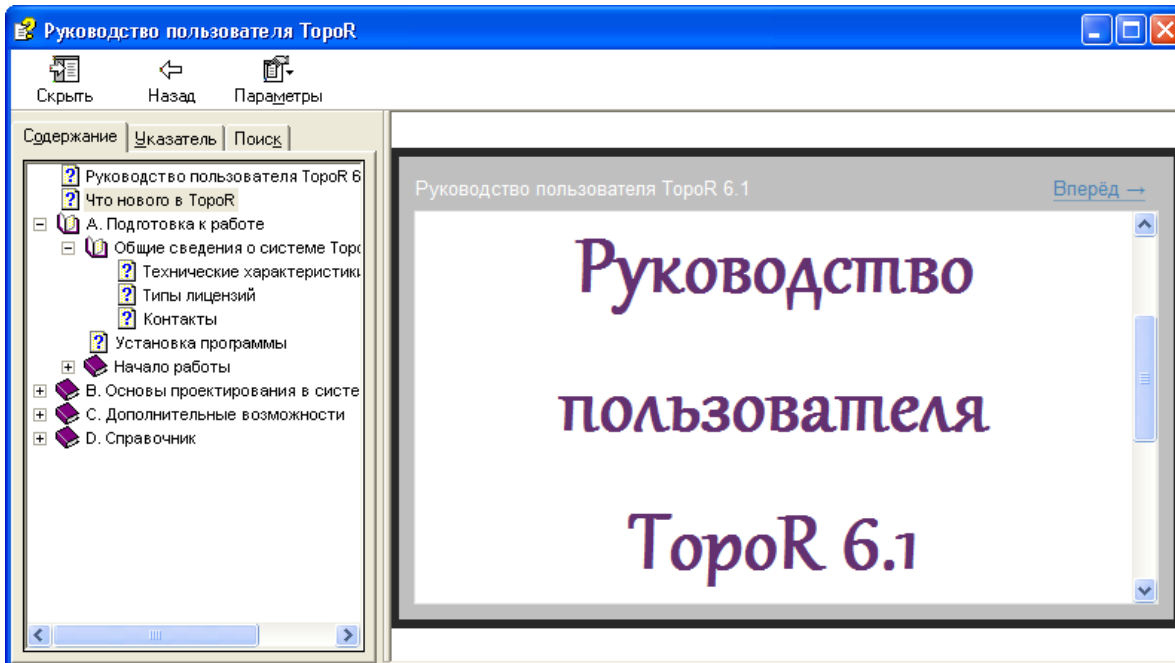 Руководство пользователя TopoR
Скрыть Назад Параметры
Содержание Указатель Поиск
Руководство пользователя TopoR 6
Что нового в TopoR
A. Подготовка к работе
Общие сведения о системе Topo
Технические характеристики
Типы лицензий
Контакты
Установка программы
Начало работы
B. Основы проектирования в систе
C. Дополнительные возможности
D. Справочник
Руководство пользователя TopoR 6.1 Вперёд →
Руководство
пользователя
TopoR 6.1